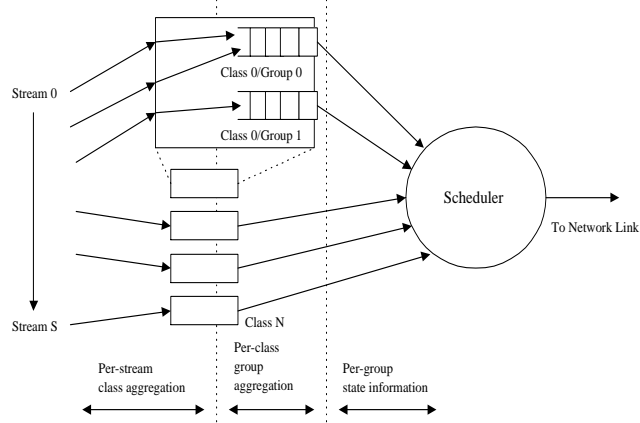 Class 0/Group 0
Stream 0
Class 0/Group 1
Scheduler
To Network Link
Stream S
Class N
Per-stream
class aggregation
Per-class
group
aggregation
Per-group
state information